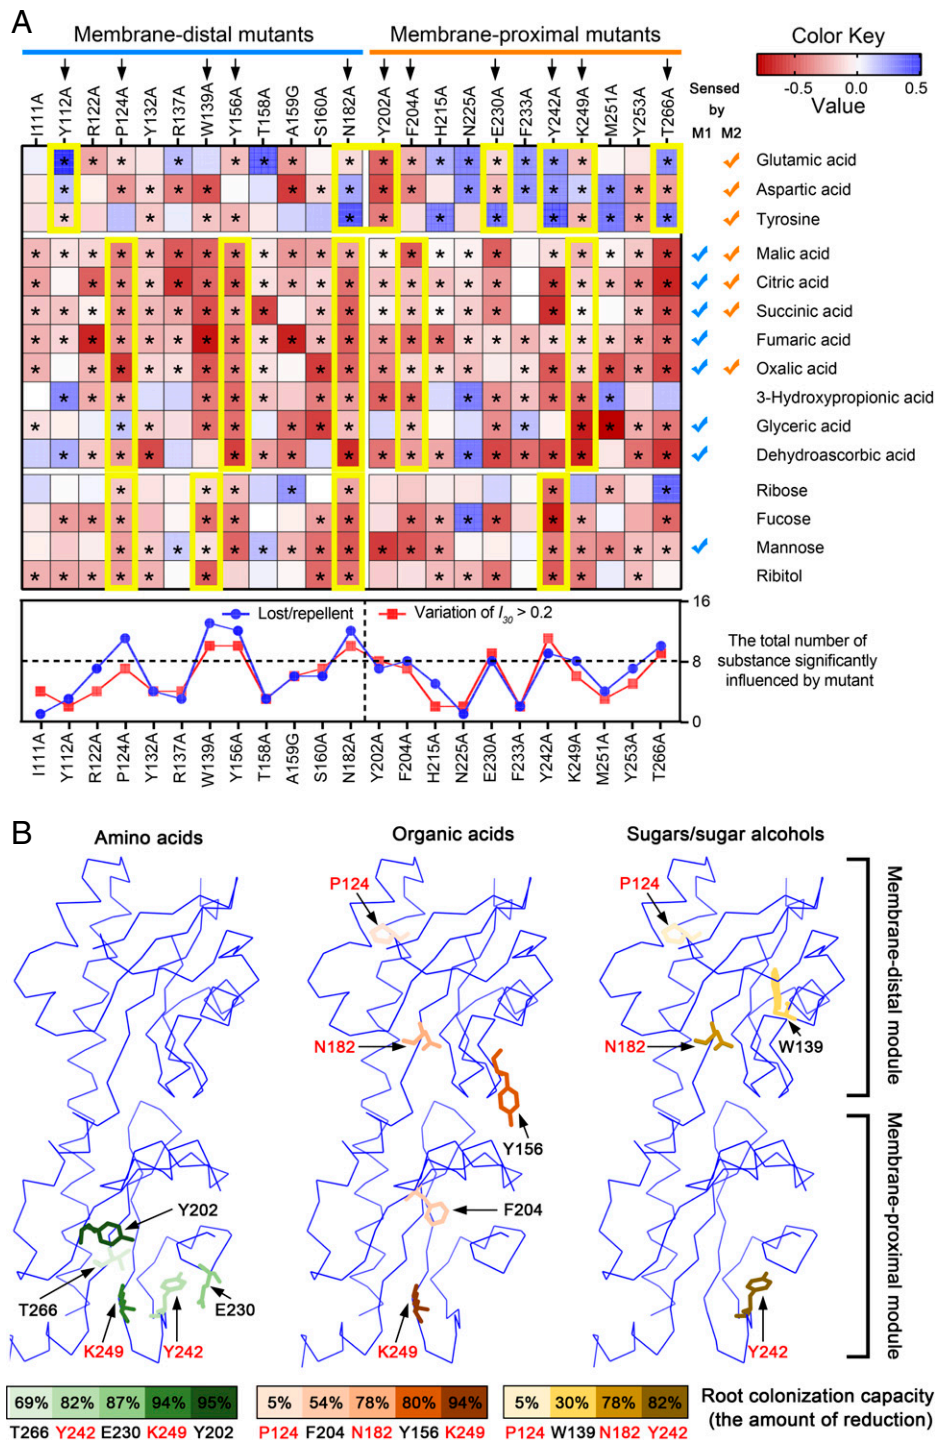 A
Membrane-distal mutants
Membrane-proximal mutants
Color Key
-0.5 0.0 0.5
Value
I111A Y112A R122A P124A Y132A R137A W139A Y156A T158A A159G S160A N182A Y202A F204A H215A N225A E230A F233A Y242A K249A M251A Y253A T266A
Sensed
by
M1 M2
Glutamic acid
Aspartic acid
Tyrosine
Malic acid
Citric acid
Succinic acid
Fumaric acid
Oxalic acid
3-Hydroxypropionic acid
Glyceric acid
Dehydroascorbic acid
Ribose
Fucose
Mannose
Ribitol
Lost/repellent
Variation of I30 > 0.2
16
8
0
The total number of
substance significantly
influenced by mutant
I111A Y112A R122A P124A Y132A R137A W139A Y156A T158A A159G S160A N182A Y202A F204A H215A N225A E230A F233A Y242A K249A M251A Y253A T266A
B
Amino acids
Organic acids
Sugars/sugar alcohols
Y202
T266
K249
Y242
E230
P124
N182
Y156
F204
K249
P124
N182
W139
Y242
Membrane-distal module
Membrane-proximal module
69% 82% 87% 94% 95%
T266 Y242 E230 K249 Y202
5% 54% 78% 80% 94%
P124 F204 N182 Y156 K249
5% 30% 78% 82%
P124 W139 N182 Y242
Root colonization capacity
(the amount of reduction)